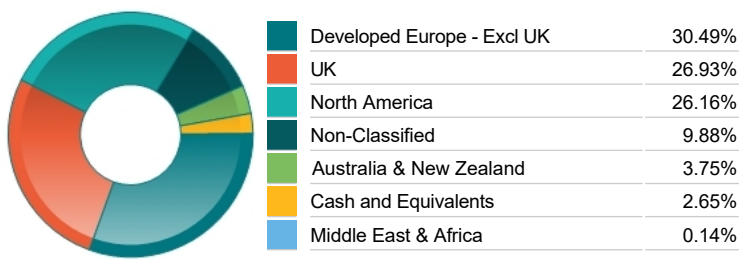 Developed Europe - Excl UK 30.49%
UK 26.93%
North America 26.16%
Non-Classified 9.88%
Australia & New Zealand 3.75%
Cash and Equivalents 2.65%
Middle East & Africa 0.14%